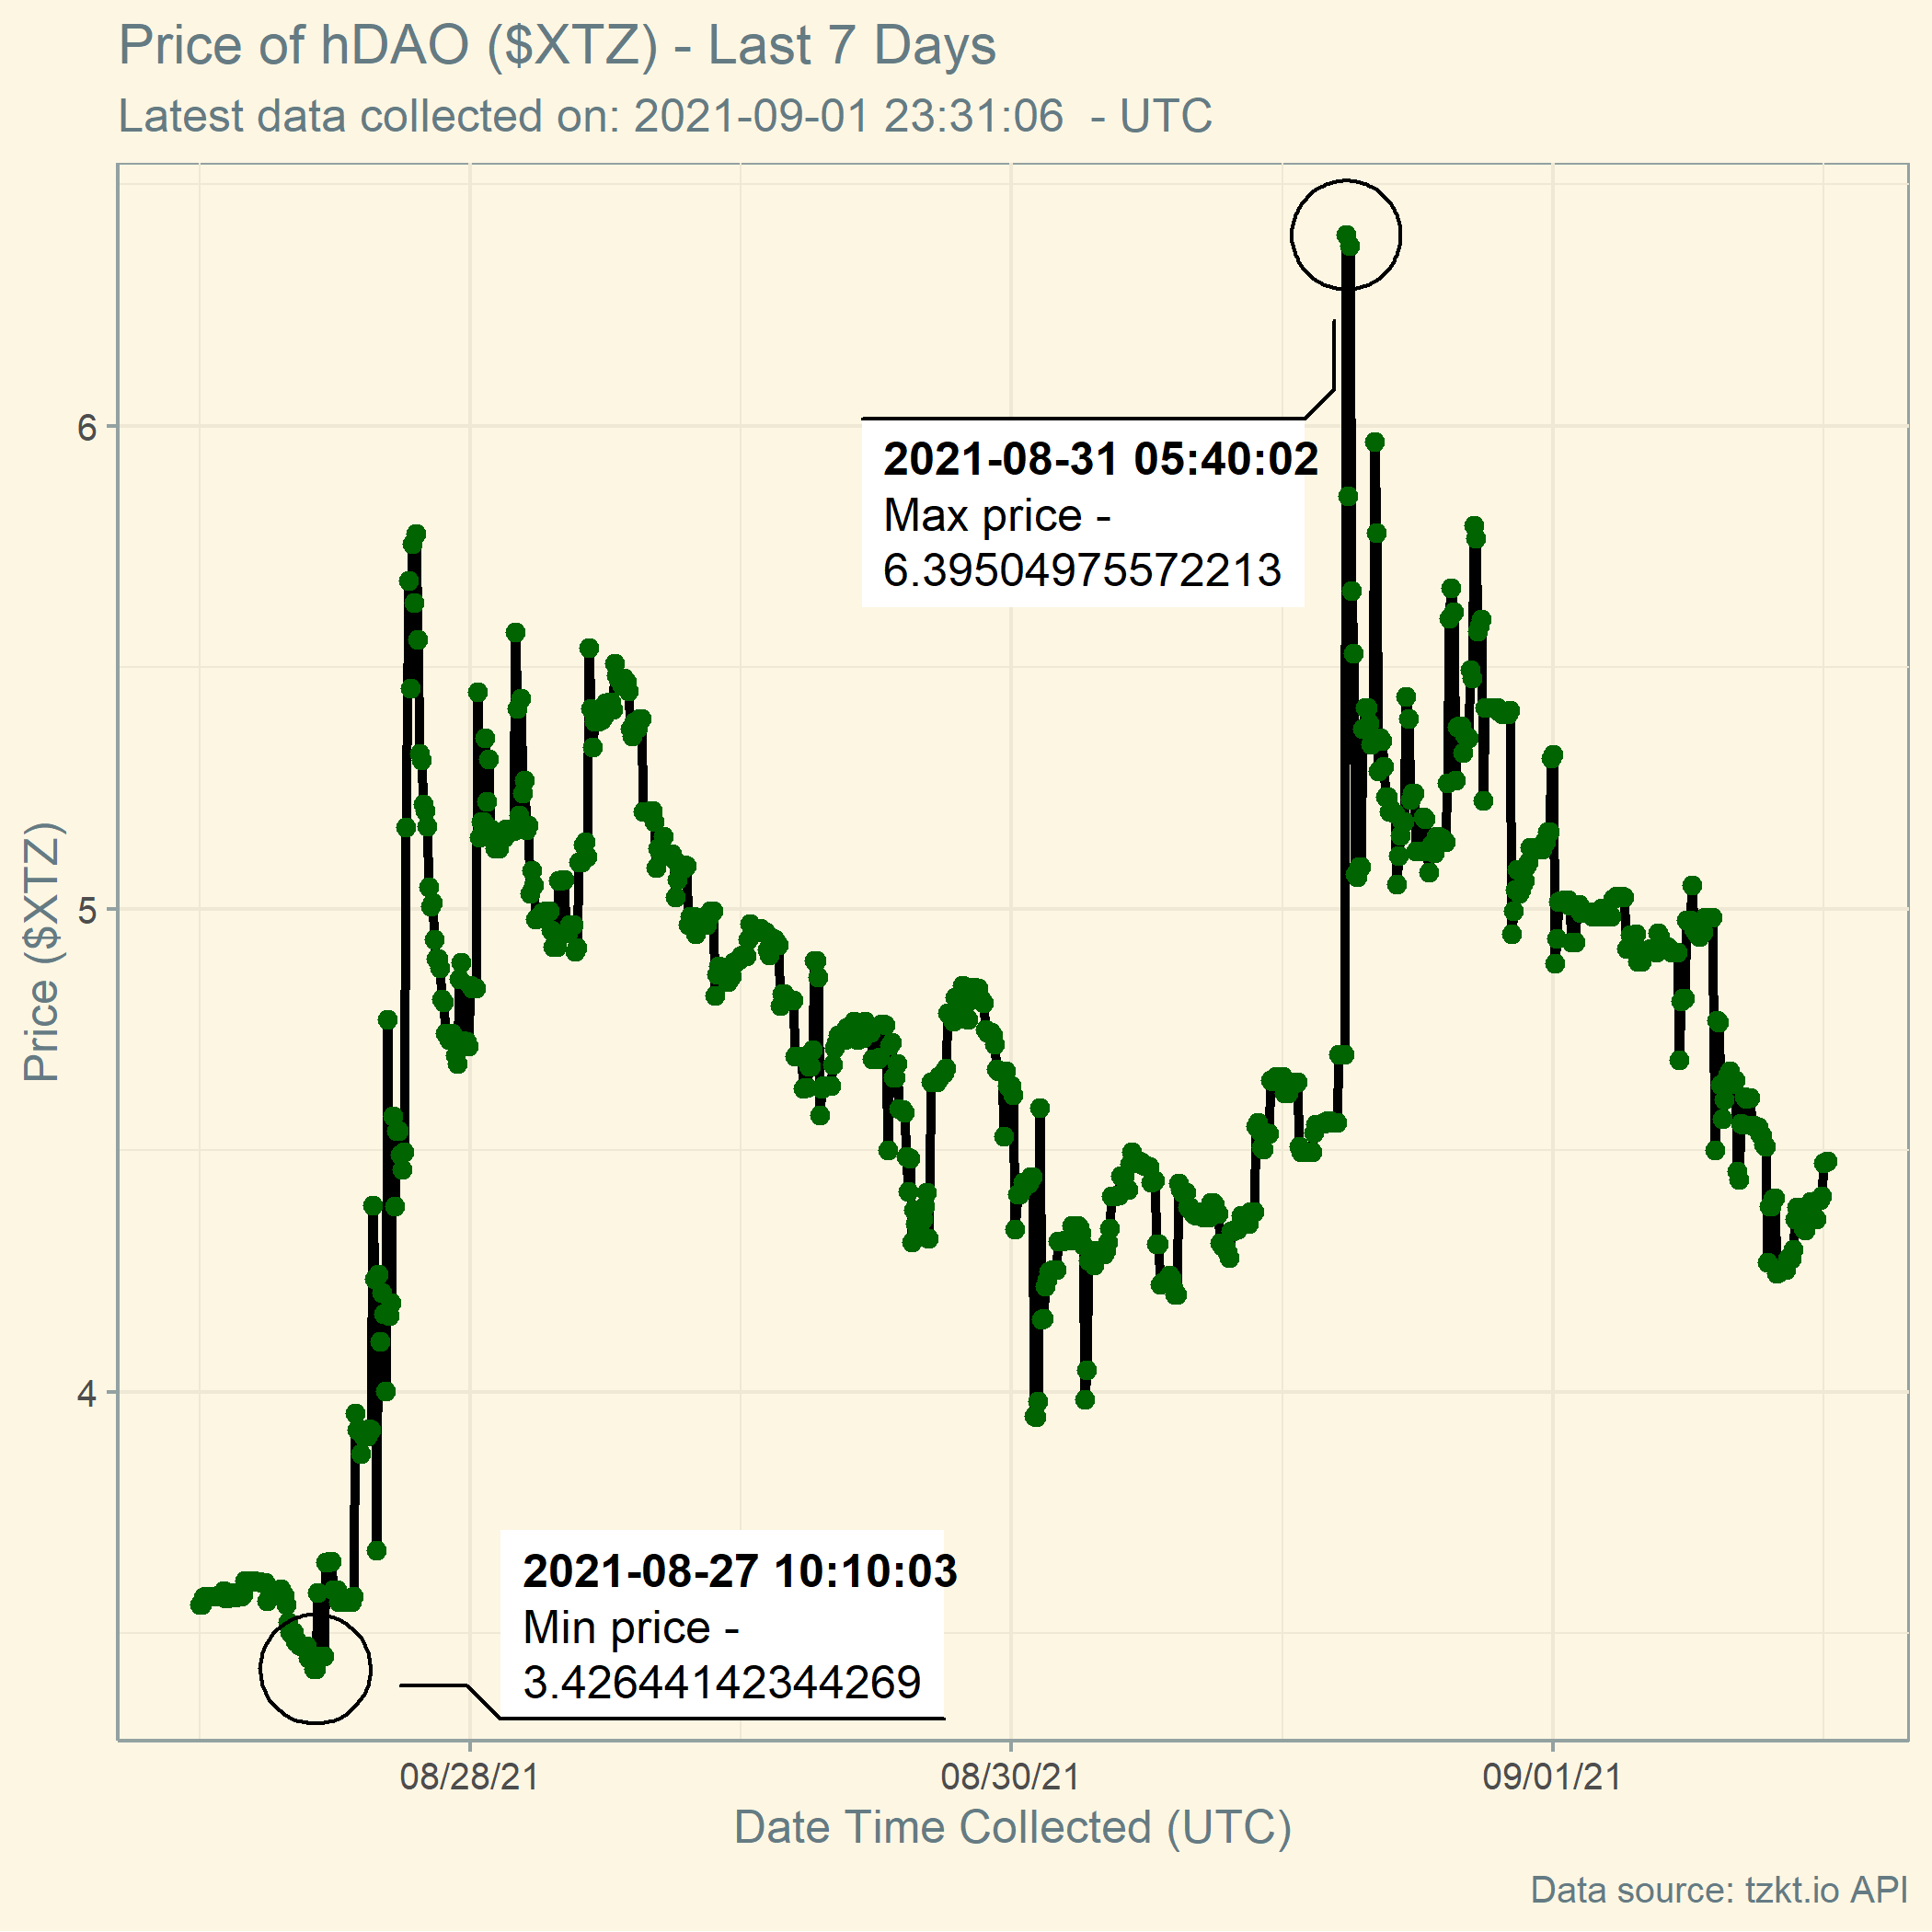 Price of hDAO ($XTZ) - Last 7 Days
Latest data collected on: 2021-09-01 23:31:06  - UTC
Price ($XTZ)
6
5
4
2021-08-31 05:40:02
Max price -
6.39504975572213
2021-08-27 10:10:03
Min price -
3.42644142344269
08/28/21
08/30/21
09/01/21
Date Time Collected (UTC)
Data source: tzkt.io API